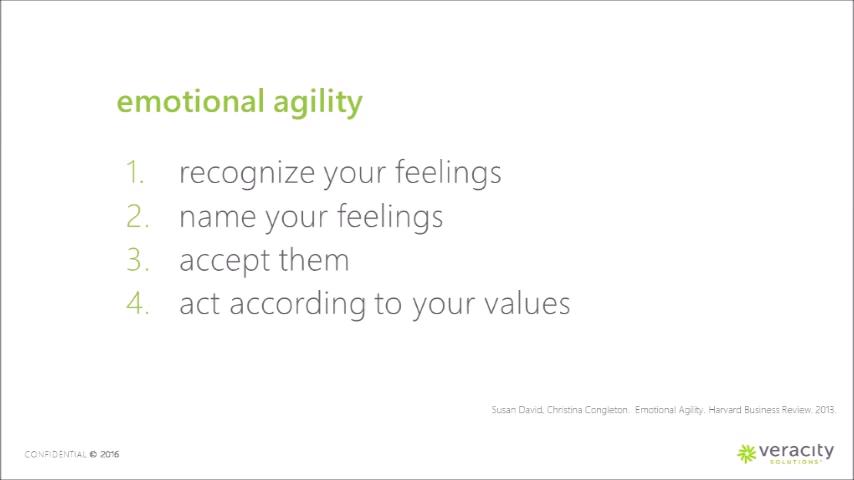 emotional agility
1. recognize your feelings
2. name your feelings
3. accept them
4. act according to your values
Susan David, Christina Congleton. Emotional Agility. Harvard Business Review. 2013.
CONFIDENTIAL © 2016
veracity
SOLUTIONS